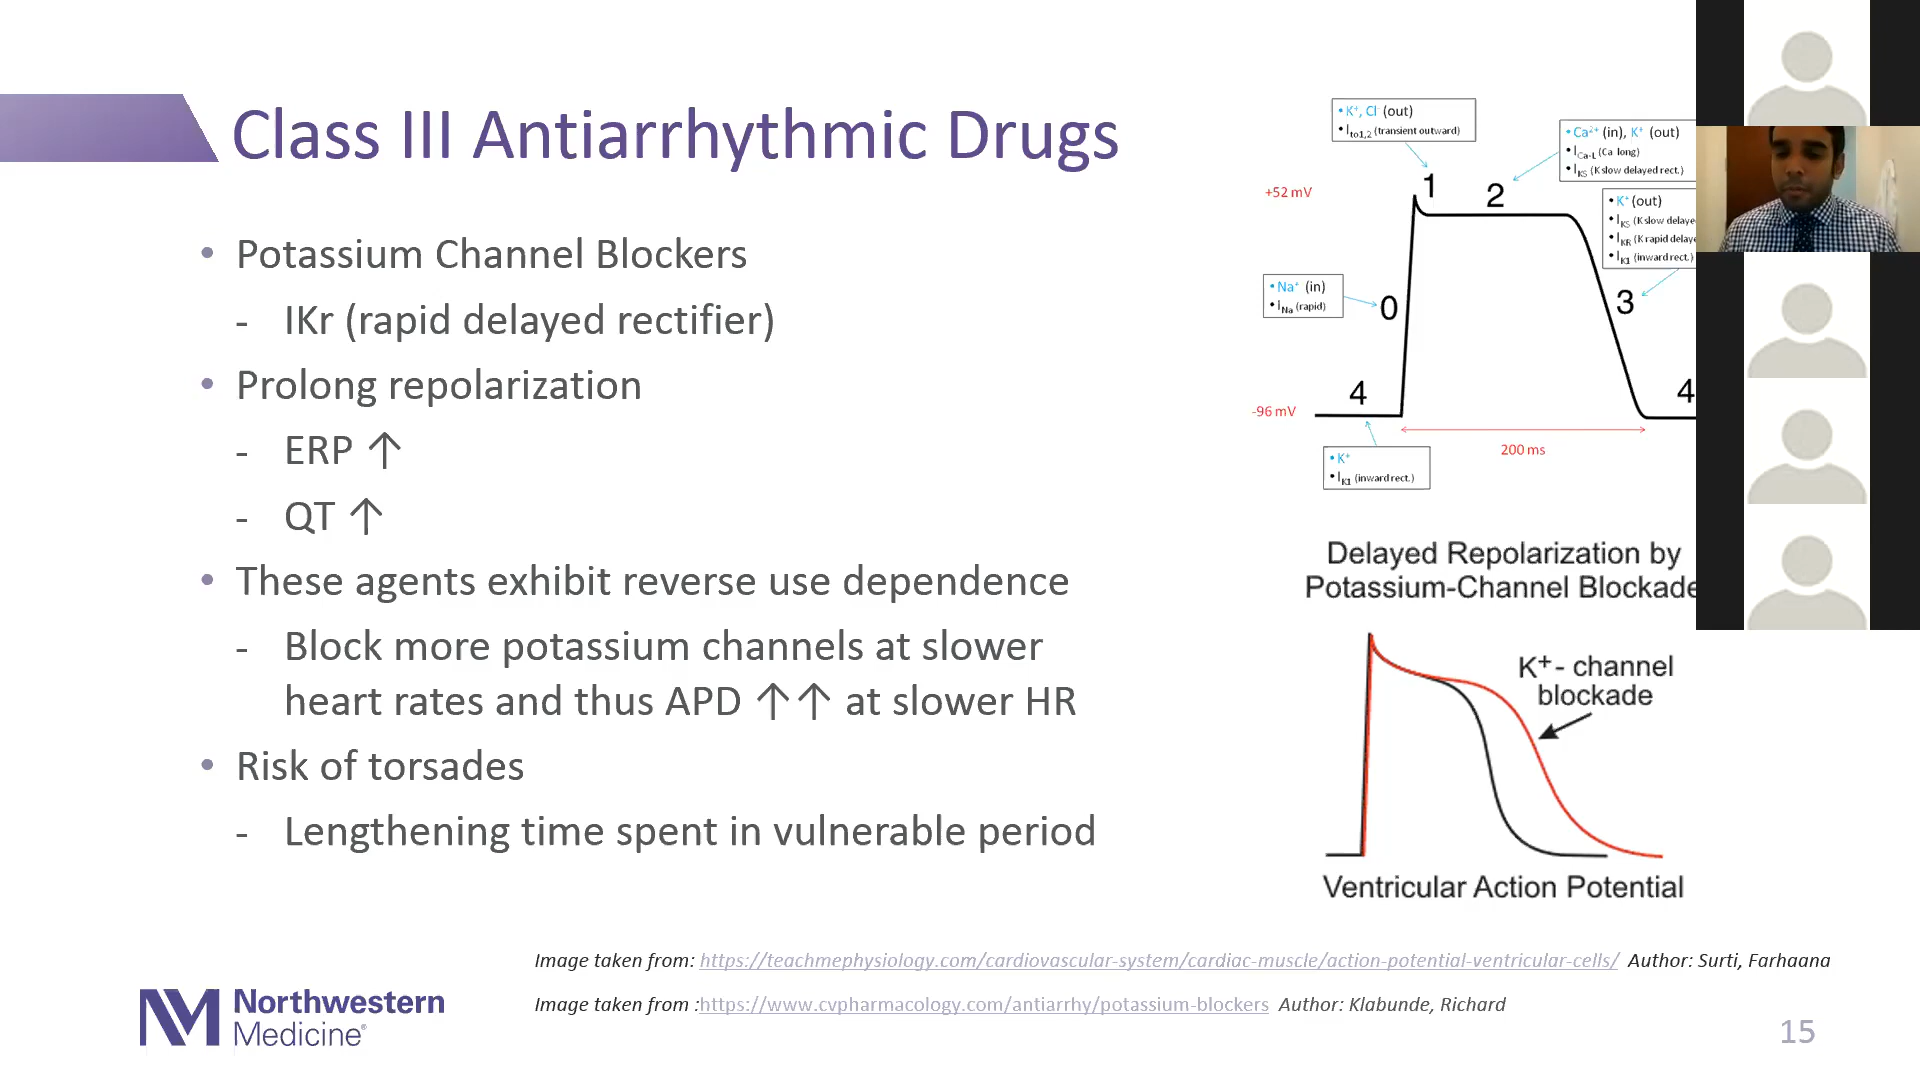 Class III Antiarrhythmic Drugs
• Potassium Channel Blockers
- IKr (rapid delayed rectifier)
• Prolong repolarization
- ERP ↑
- QT ↑
• These agents exhibit reverse use dependence
- Block more potassium channels at slower
heart rates and thus APD ↑↑ at slower HR
• Risk of torsades
- Lengthening time spent in vulnerable period
• K⁺, Cl⁻ (out)
• Ito1,2 (transient outward)
• Ca²⁺ (in), K⁺ (out)
• ICa-L (Ca long)
• IKS (K slow delayed rect.)
• K⁺ (out)
• IKS (K slow delaye
• IKR (K rapid delaye
• IK1 (inward rect.)
+52 mV
1
2
• Na⁺ (in)
• INa (rapid)
0
3
4
4
-96 mV
200 ms
• K⁺
• IK1 (inward rect.)
Delayed Repolarization by
Potassium-Channel Blockade
K⁺- channel
blockade
Ventricular Action Potential
Image taken from: https://teachmephysiology.com/cardiovascular-system/cardiac-muscle/action-potential-ventricular-cells/ Author: Surti, Farhaana
Image taken from :https://www.cvpharmacology.com/antiarrhy/potassium-blockers Author: Klabunde, Richard
NM Northwestern
Medicine®
15